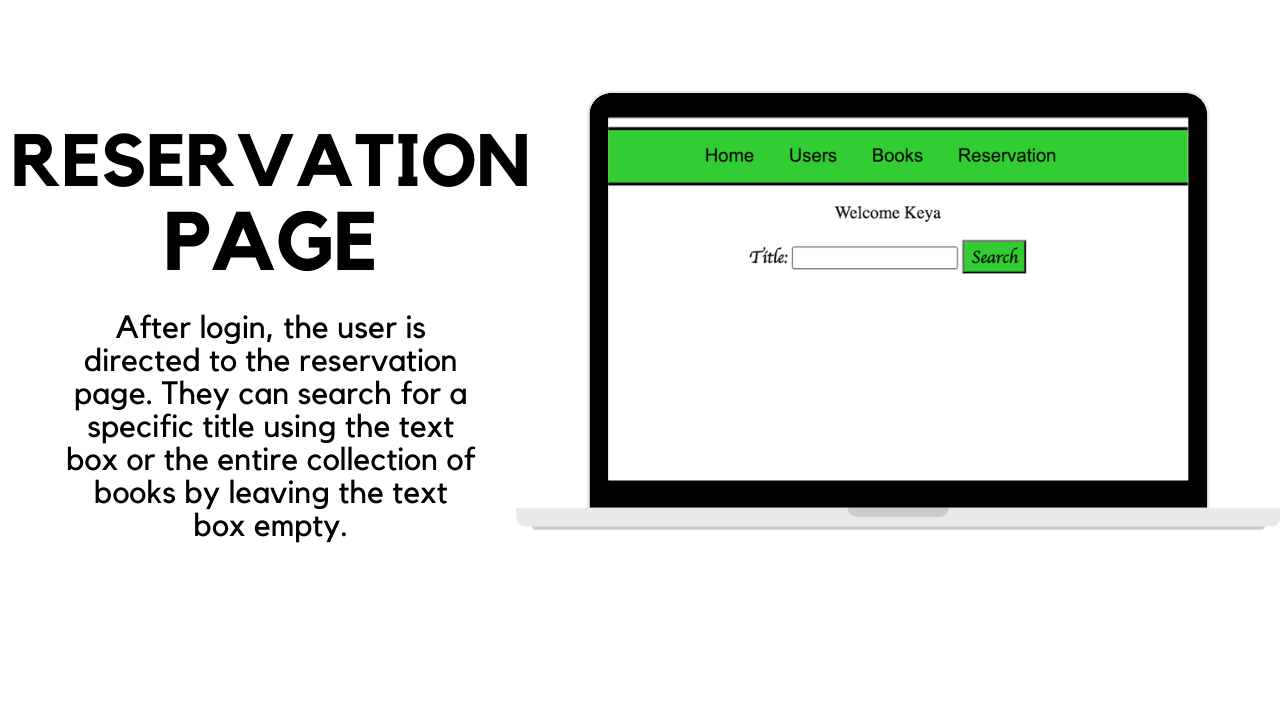 RESERVATION
PAGE
After login, the user is
directed to the reservation
page. They can search for a
specific title using the text
box or the entire collection of
books by leaving the text
box empty.
Home Users Books Reservation
Welcome Keya
Title: Search